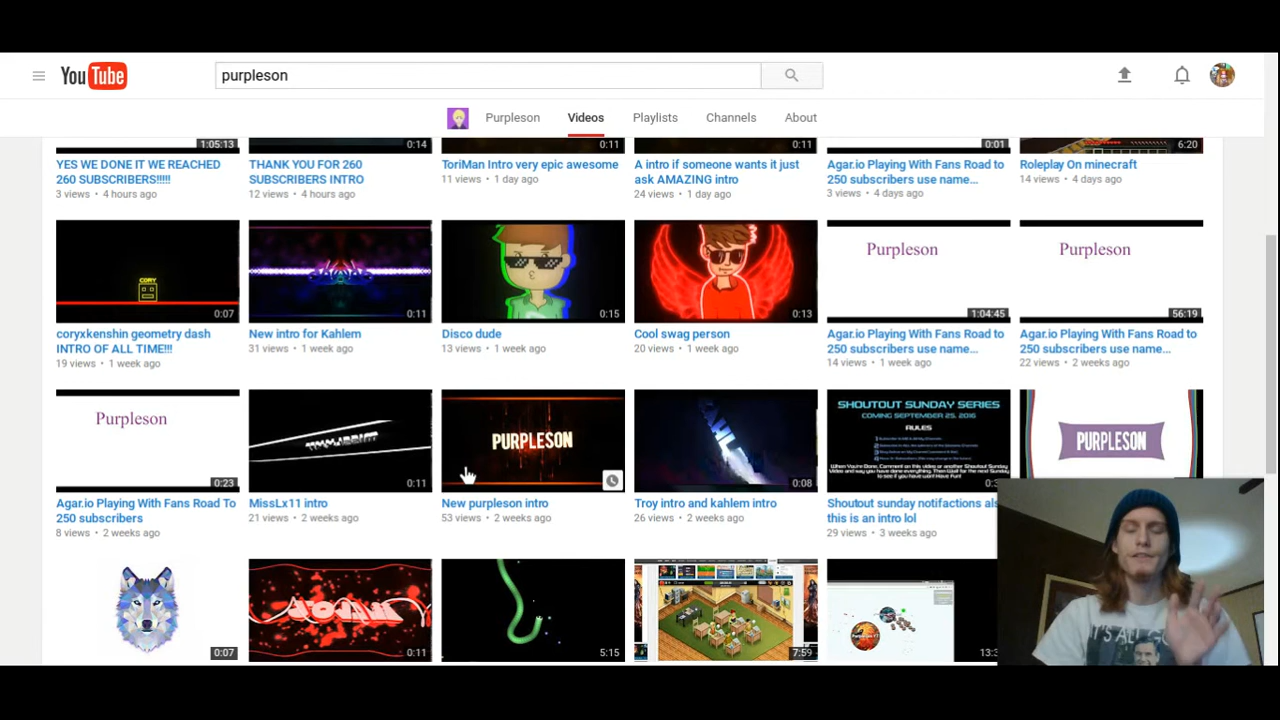 YouTube
purpleson
Purpleson Videos Playlists Channels About
1:05:13
0:14
0:11
0:11
0:01
6:20
YES WE DONE IT WE REACHED
260 SUBSCRIBERS!!!!!
3 views • 4 hours ago
THANK YOU FOR 260
SUBSCRIBERS INTRO
12 views • 4 hours ago
ToriMan Intro very epic awesome
11 views • 1 day ago
A intro if someone wants it just
ask AMAZING intro
24 views • 1 day ago
Agar.io Playing With Fans Road to
250 subscribers use name...
3 views • 4 days ago
Roleplay On minecraft
14 views • 4 days ago
CORY
0:07
0:11
0:15
0:13
Purpleson
1:04:45
Purpleson
56:19
coryxkenshin geometry dash
INTRO OF ALL TIME!!!
19 views • 1 week ago
New intro for Kahlem
31 views • 1 week ago
Disco dude
13 views • 1 week ago
Cool swag person
20 views • 1 week ago
Agar.io Playing With Fans Road to
250 subscribers use name...
14 views • 1 week ago
Agar.io Playing With Fans Road to
250 subscribers use name...
22 views • 2 weeks ago
Purpleson
0:23
0:11
PURPLESON
0:08
SHOUTOUT SUNDAY SERIES
COMING SEPTEMBER 25, 2016
RULES
PURPLESON
Agar.io Playing With Fans Road To
250 subscribers
8 views • 2 weeks ago
MissLx11 intro
21 views • 2 weeks ago
New purpleson intro
53 views • 2 weeks ago
Troy intro and kahlem intro
26 views • 2 weeks ago
Shoutout sunday notifactions als
this is an intro lol
29 views • 3 weeks ago
0:07
0:11
5:15
7:59
13:3